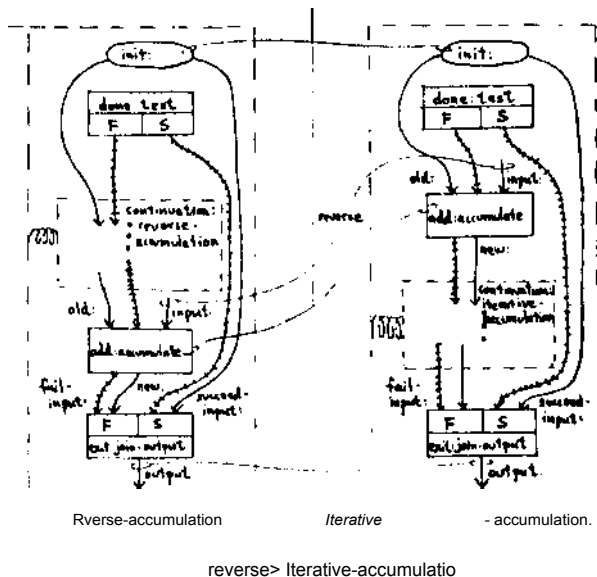 init:
done:test
F S
continuation:
reverse-
accumulation
old:
input:
add:accumulate
fail-
input:
new:
succeed-
input:
F S
exit:join-output
output
reverse
init:
done:test
F S
old:
input:
add:accumulate
new:
continuation:
iterative-
accumulation
fail-
input:
succeed-
input:
F S
exit:join-output
output
Rverse-accumulation Iterative - accumulation.
reverse> Iterative-accumulatio